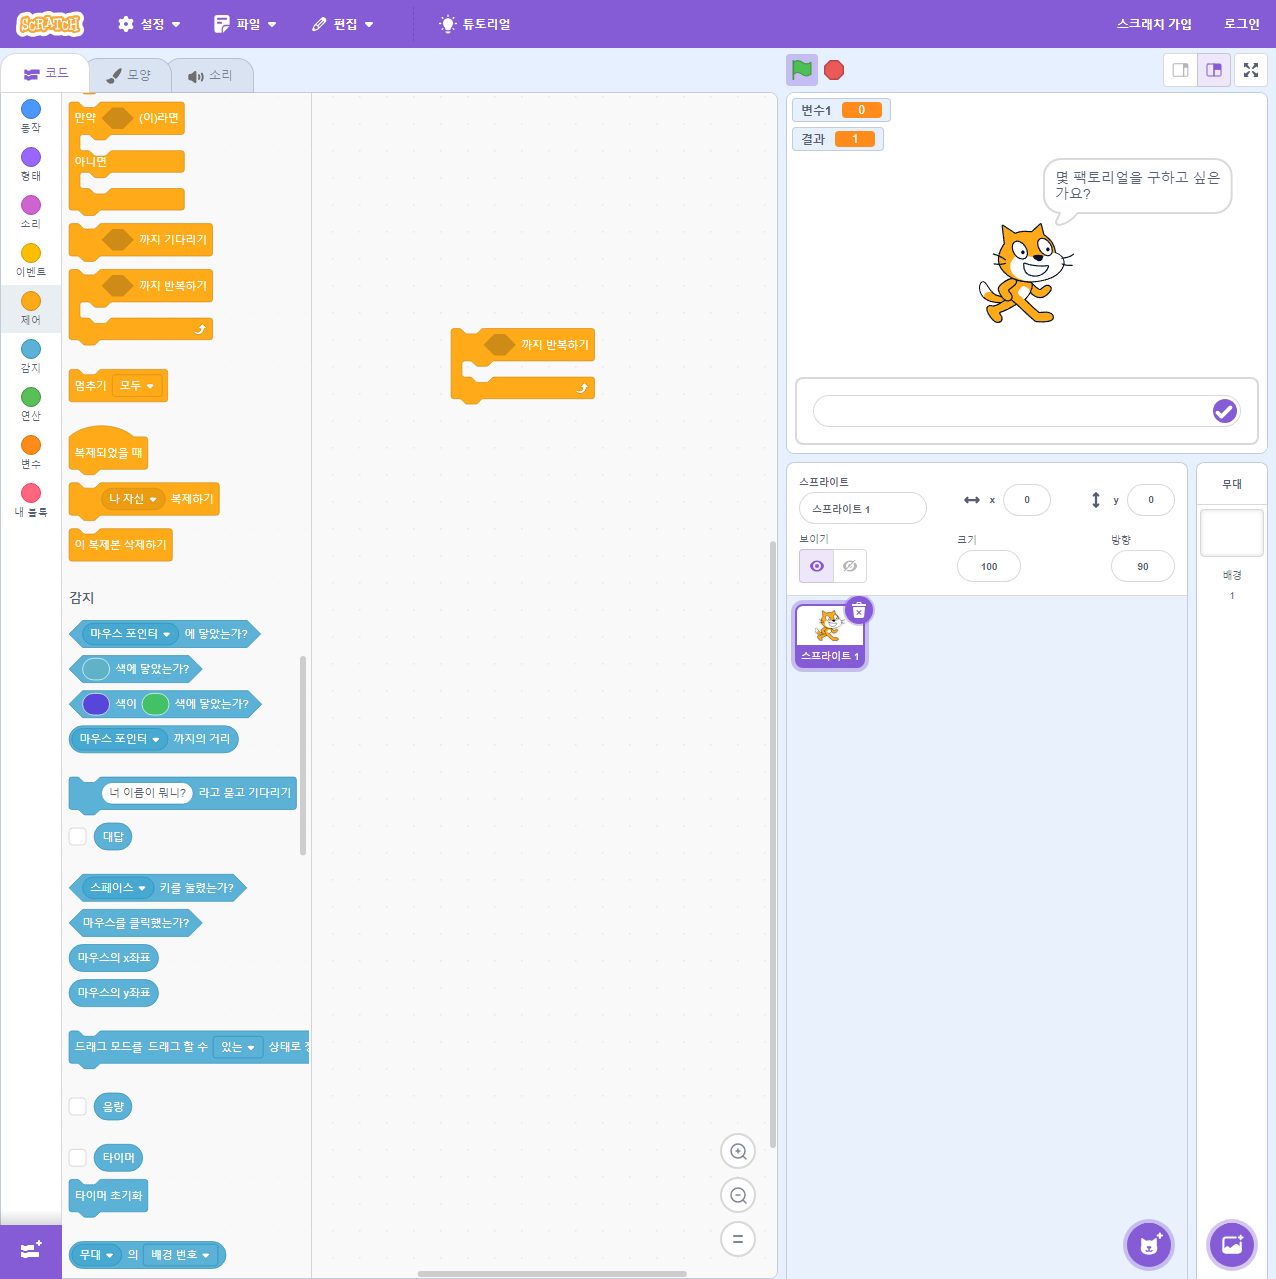 SCRATCH
설정
파일
편집
튜토리얼
스크래치 가입
로그인
코드
모양
소리
동작
형태
소리
이벤트
제어
감지
연산
변수
내 블록
만약 (이)라면
아니면
까지 기다리기
까지 반복하기
멈추기 모두
복제되었을 때
나 자신 복제하기
이 복제본 삭제하기
감지
마우스 포인터 에 닿았는가?
색에 닿았는가?
색이 색에 닿았는가?
마우스 포인터 까지의 거리
너 이름이 뭐니? 라고 묻고 기다리기
대답
스페이스 키를 눌렀는가?
마우스를 클릭했는가?
마우스의 x좌표
마우스의 y좌표
드래그 모드를 드래그 할 수 있는 상태로
음량
타이머
타이머 초기화
무대 의 배경 번호
까지 반복하기
변수1 0
결과 1
몇 팩토리얼을 구하고 싶은
가요?
스프라이트
스프라이트 1
x 0
y 0
보이기
크기
100
방향
90
스프라이트 1
무대
배경
1